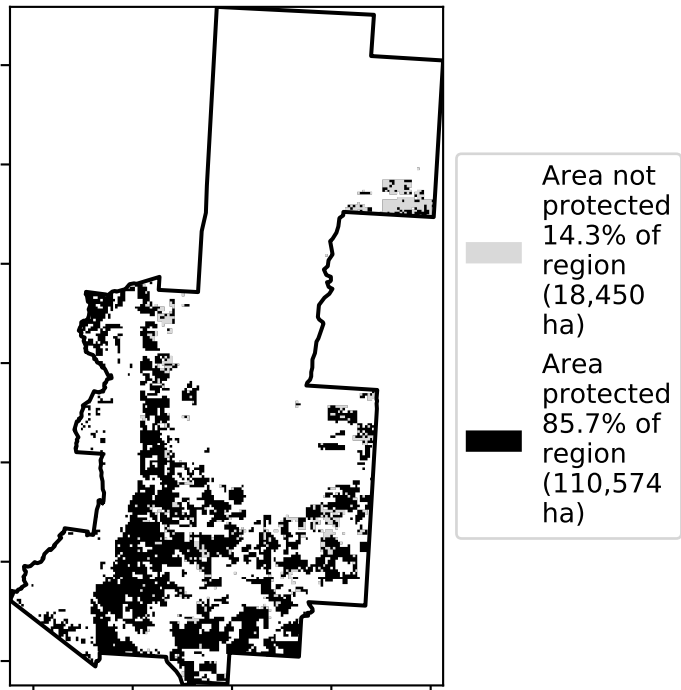 Area not
protected
14.3% of
region
(18,450
ha)
Area
protected
85.7% of
region
(110,574
ha)